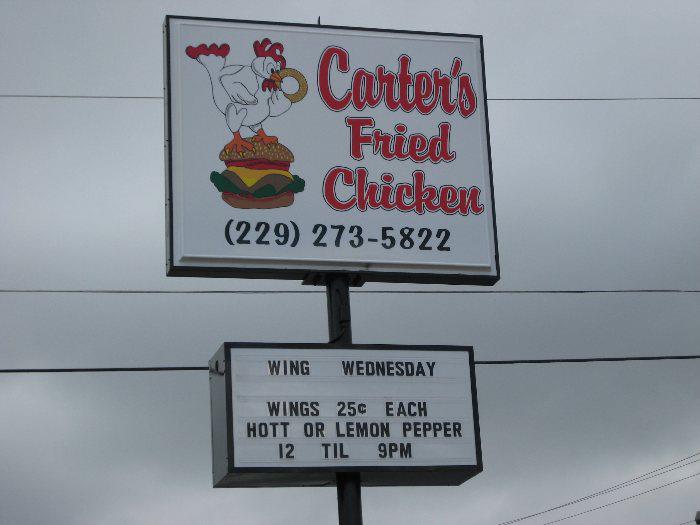 Carter's
Fried
Chicken
(229) 273-5822
WING WEDNESDAY
WINGS 25¢ EACH
HOTT OR LEMON PEPPER
12 TIL 9PM